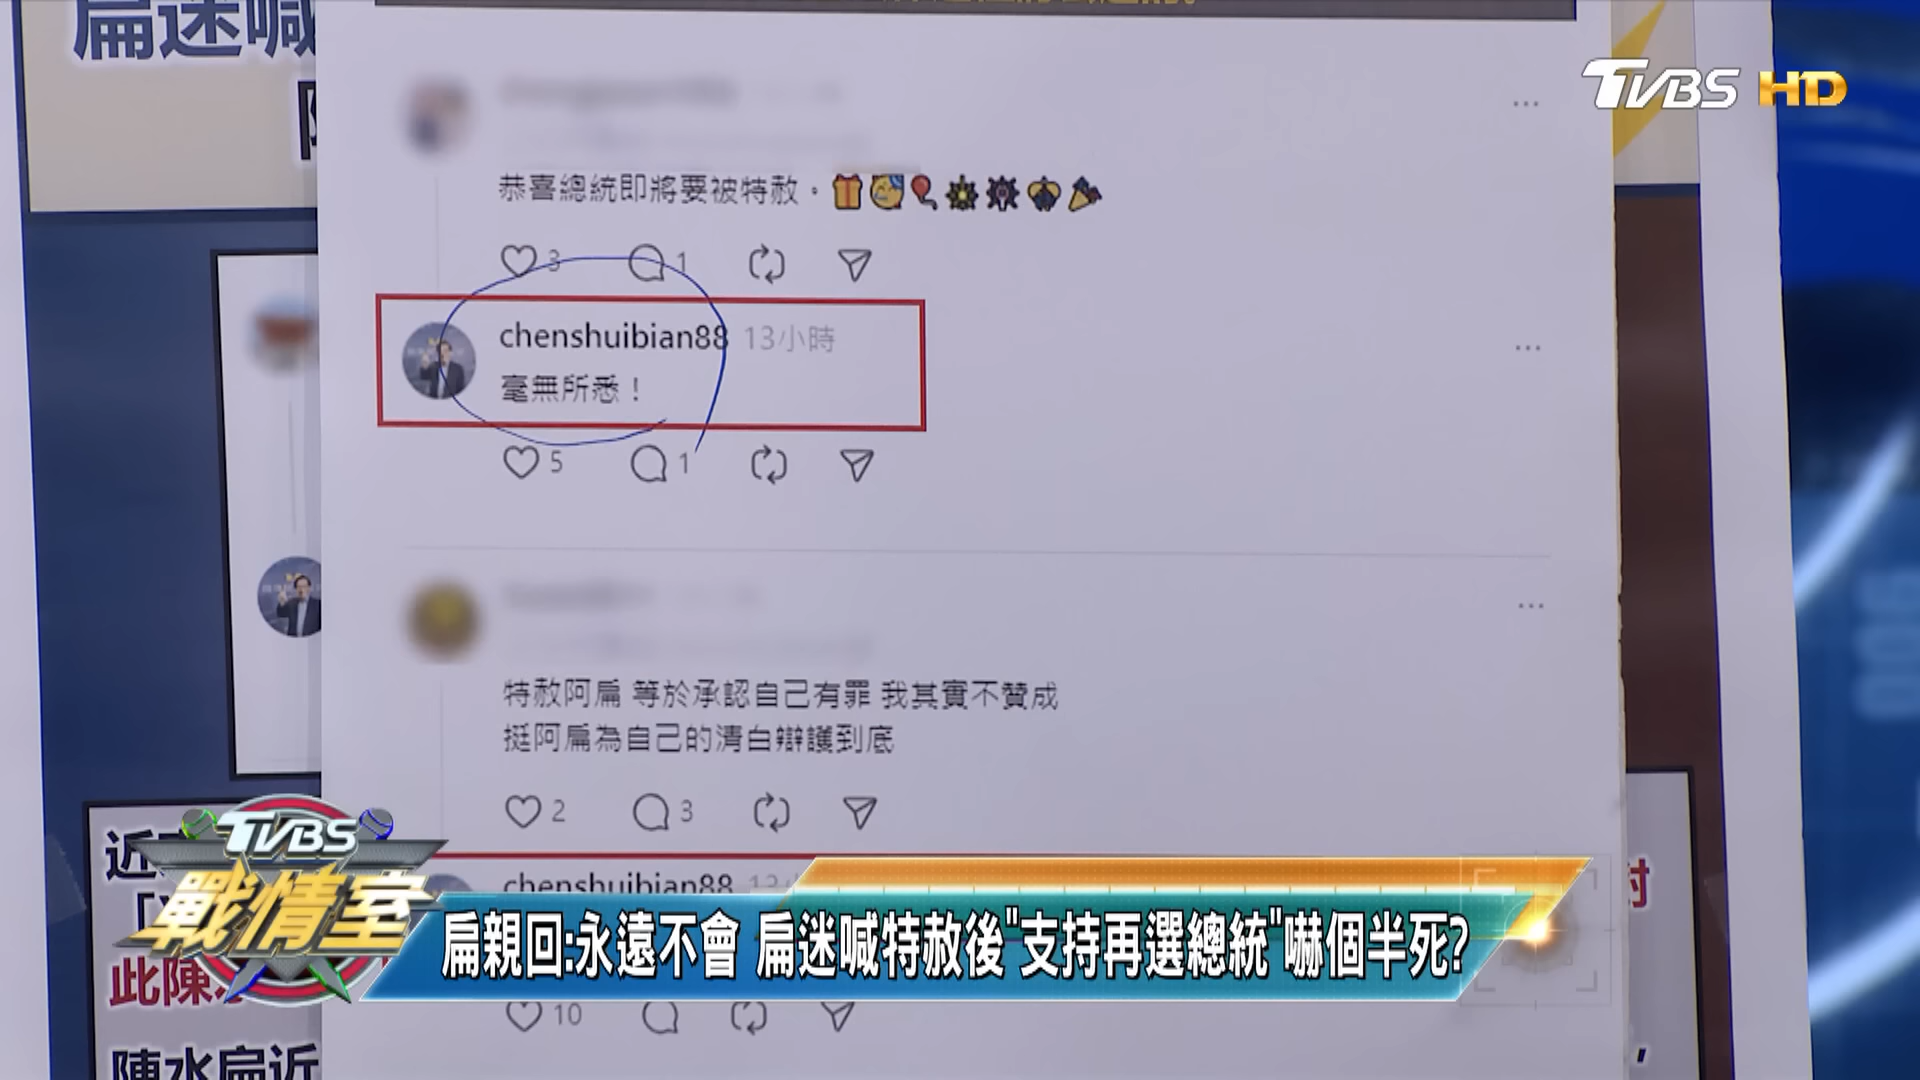 扁迷喊
TVBS HD
恭喜總統即將要被特赦。
3
1
chenshuibian88 13小時
毫無所悉！
5
1
特赦阿扁 等於承認自己有罪 我其實不贊成
挺阿扁為自己的清白辯護到底
2
3
chenshuibian88
近
TVBS
戰情室
扁親回:永遠不會 扁迷喊特赦後"支持再選總統"嚇個半死?
此陳水
10
陳水扁近